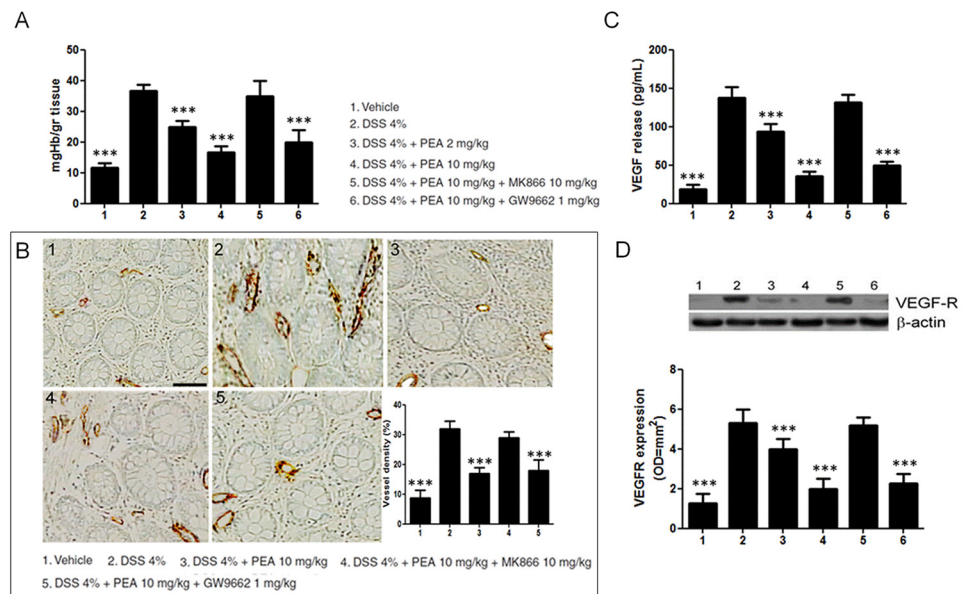 A
mgHb/gr tissue
50
40
30
20
10
0
***
***
***
***
1 2 3 4 5 6
1. Vehicle
2. DSS 4%
3. DSS 4% + PEA 2 mg/kg
4. DSS 4% + PEA 10 mg/kg
5. DSS 4% + PEA 10 mg/kg + MK866 10 mg/kg
6. DSS 4% + PEA 10 mg/kg + GW9662 1 mg/kg
B
1
2
3
4
5
Vessel density (%)
40
30
20
10
0
***
***
***
1 2 3 4 5
1. Vehicle 2. DSS 4% 3. DSS 4% + PEA 10 mg/kg 4. DSS 4% + PEA 10 mg/kg + MK866 10 mg/kg
5. DSS 4% + PEA 10 mg/kg + GW9662 1 mg/kg
C
VEGF release (pg/mL)
200
150
100
50
0
***
***
***
***
1 2 3 4 5 6
D
1 2 3 4 5 6
VEGF-R
β-actin
VEGFR expression
(OD=mm²)
8
6
4
2
0
***
***
***
***
1 2 3 4 5 6